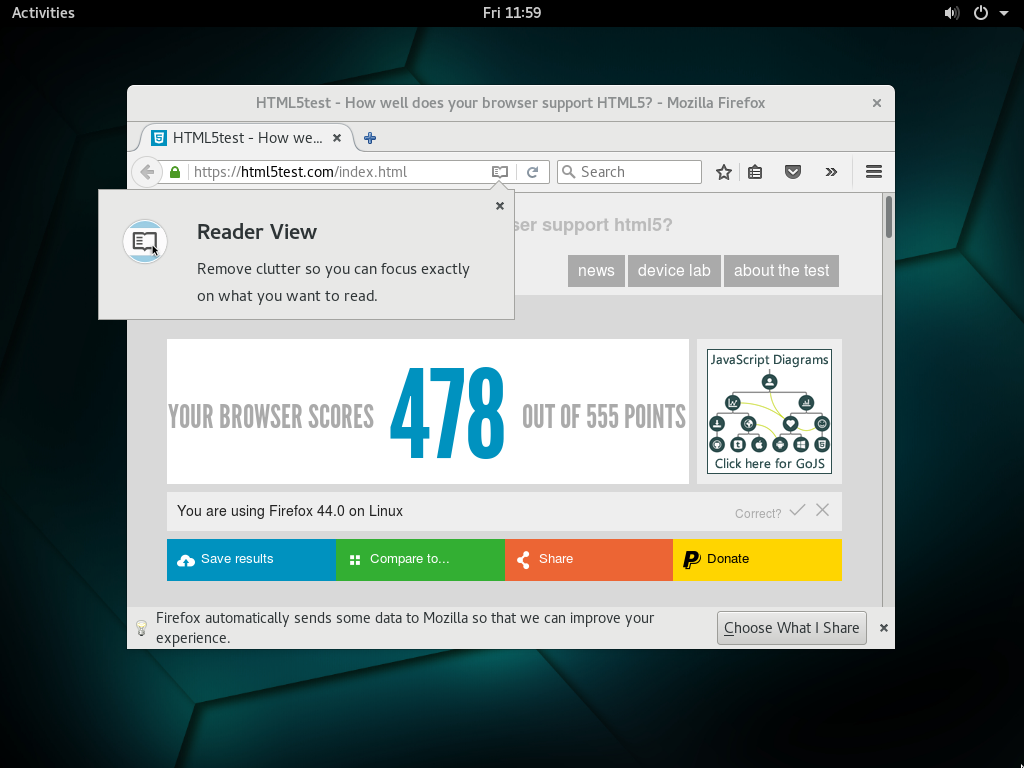 Activities
Fri 11:59
HTML5test - How well does your browser support HTML5? - Mozilla Firefox
HTML5test - How we...
https://html5test.com/index.html
Search
Reader View
Remove clutter so you can focus exactly
on what you want to read.
support html5?
news
device lab
about the test
YOUR BROWSER SCORES 478 OUT OF 555 POINTS
JavaScript Diagrams
Click here for GoJS
You are using Firefox 44.0 on Linux
Correct?
Save results
Compare to...
Share
Donate
Firefox automatically sends some data to Mozilla so that we can improve your
experience.
Choose What I Share